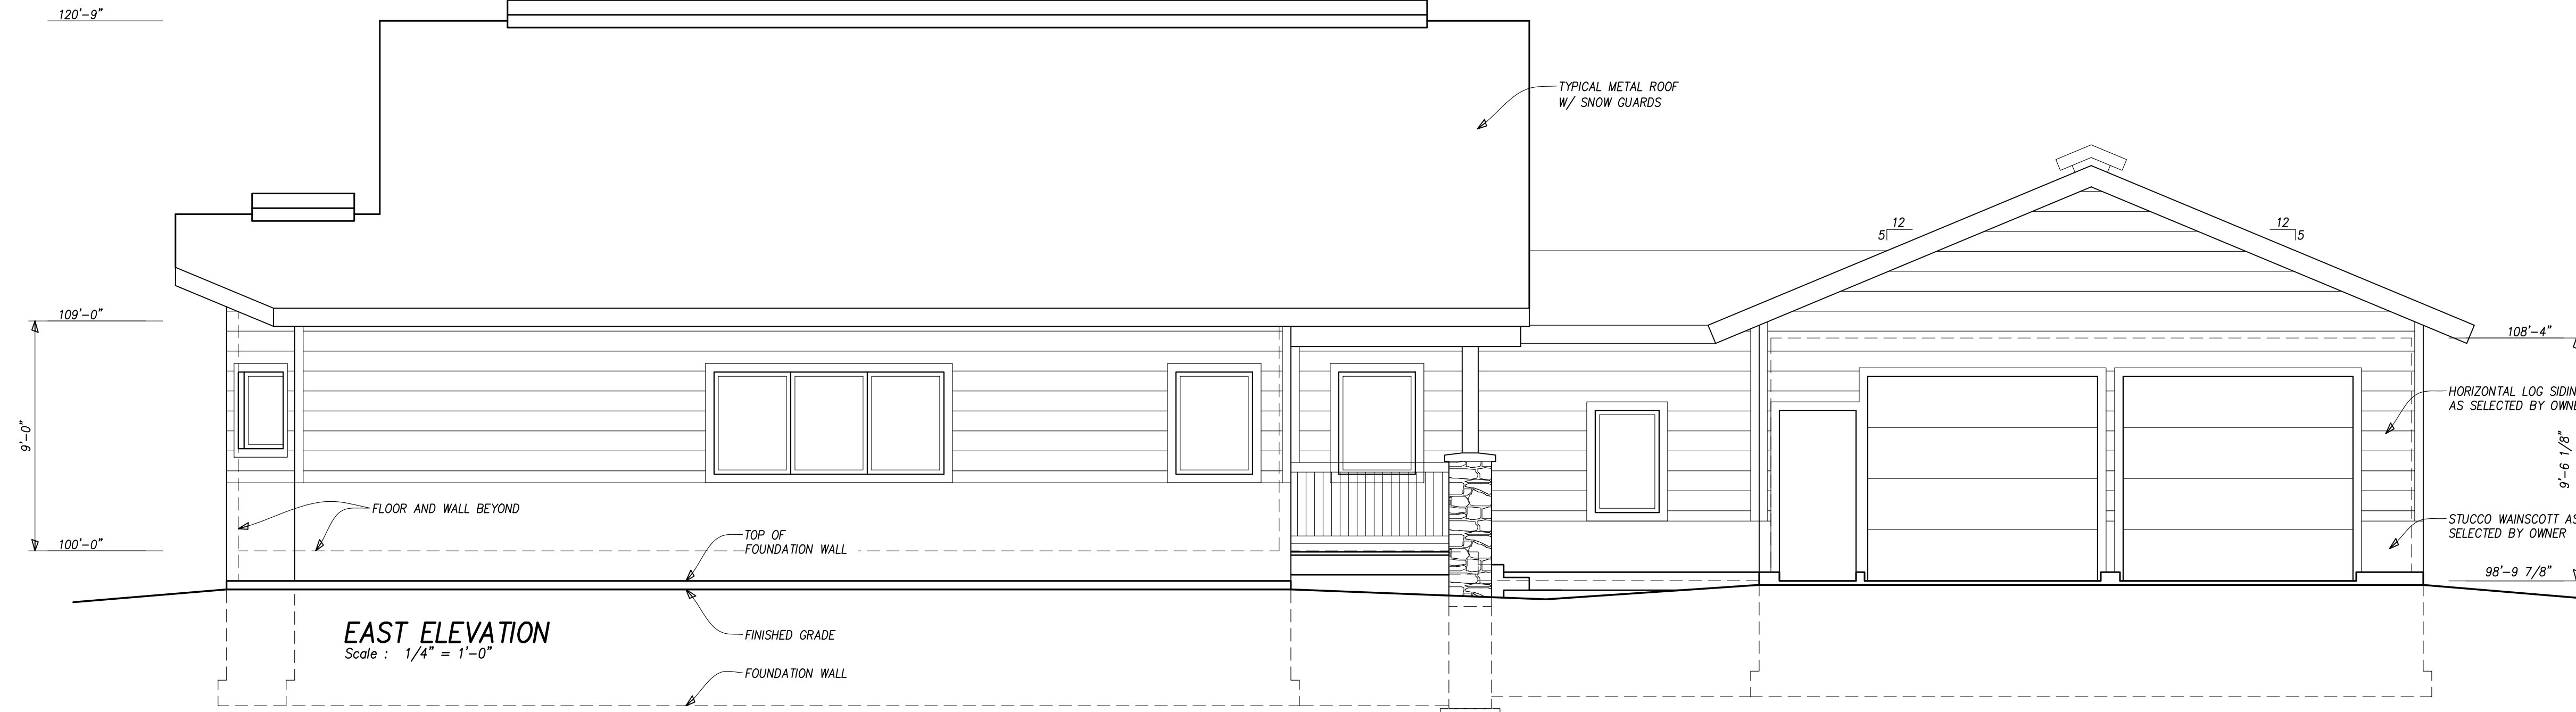 120'-9"
TYPICAL METAL ROOF
W/ SNOW GUARDS
12
5
12
5
109'-0"
108'-4"
9'-0"
HORIZONTAL LOG
AS SELECTED BY
9'-6 1/8"
FLOOR AND WALL BEYOND
TOP OF
FOUNDATION WALL
STUCCO WAINSCOTT AS
SELECTED BY OWNER
100'-0"
98'-9 7/8"
EAST ELEVATION
Scale : 1/4" = 1'-0"
FINISHED GRADE
FOUNDATION WALL